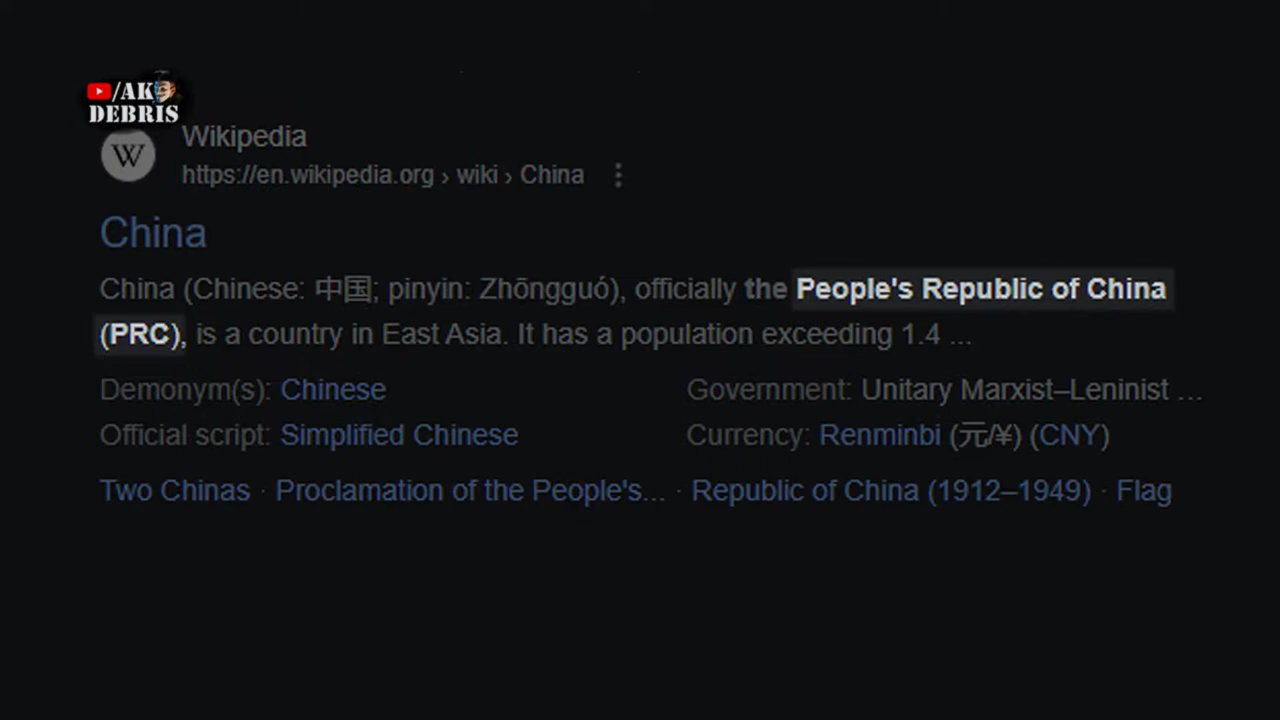 /AK
DEBRIS
Wikipedia
https://en.wikipedia.org › wiki › China
China
China (Chinese: 中国; pinyin: Zhōngguó), officially the People's Republic of China
(PRC), is a country in East Asia. It has a population exceeding 1.4 ...
Demonym(s): Chinese
Government: Unitary Marxist–Leninist ...
Official script: Simplified Chinese
Currency: Renminbi (元/¥) (CNY)
Two Chinas · Proclamation of the People's... · Republic of China (1912–1949) · Flag